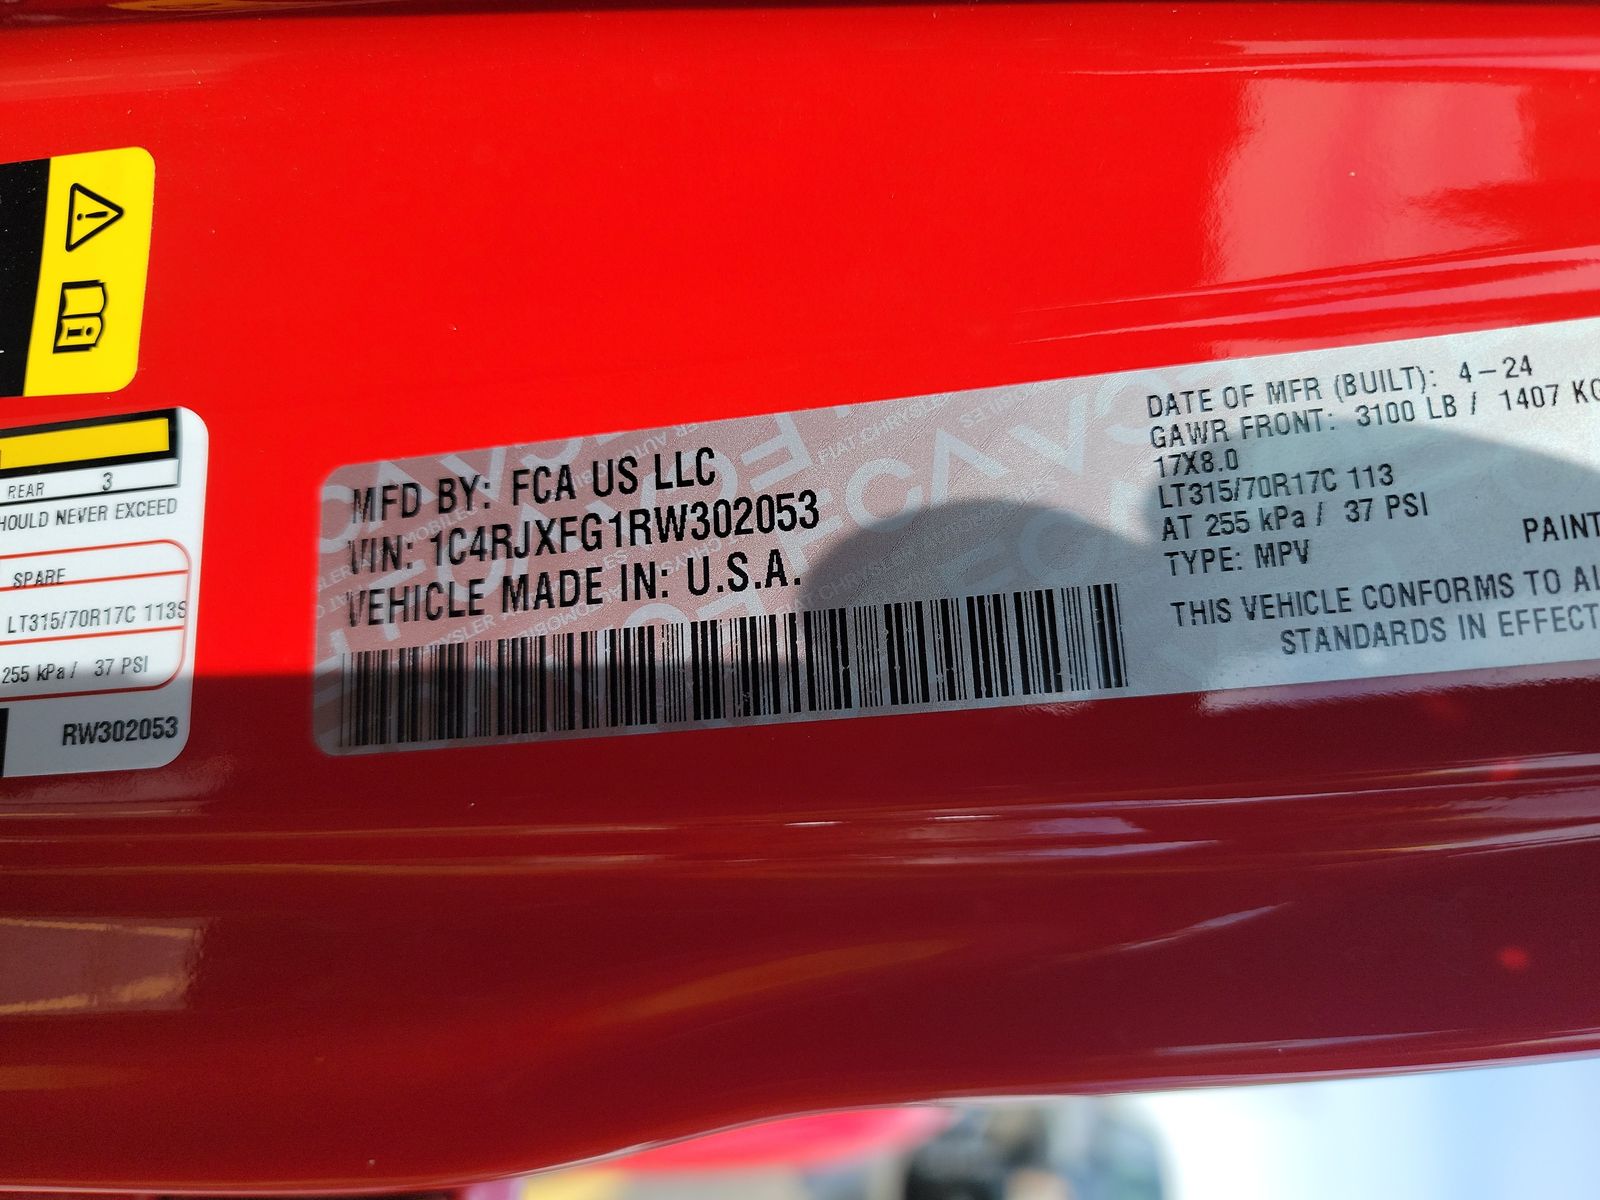 REAR 3
HOULD NEVER EXCEED
SPARE
LT315/70R17C 113S
255 kPa / 37 PSI
RW302053
MFD BY: FCA US LLC
VIN: 1C4RJXFG1RW302053
VEHICLE MADE IN: U.S.A.
DATE OF MFR (BUILT): 4-24
GAWR FRONT: 3100 LB / 1407 KG
17X8.0
LT315/70R17C 113
AT 255 kPa / 37 PSI
TYPE: MPV
PAINT
THIS VEHICLE CONFORMS TO AL
STANDARDS IN EFFECT